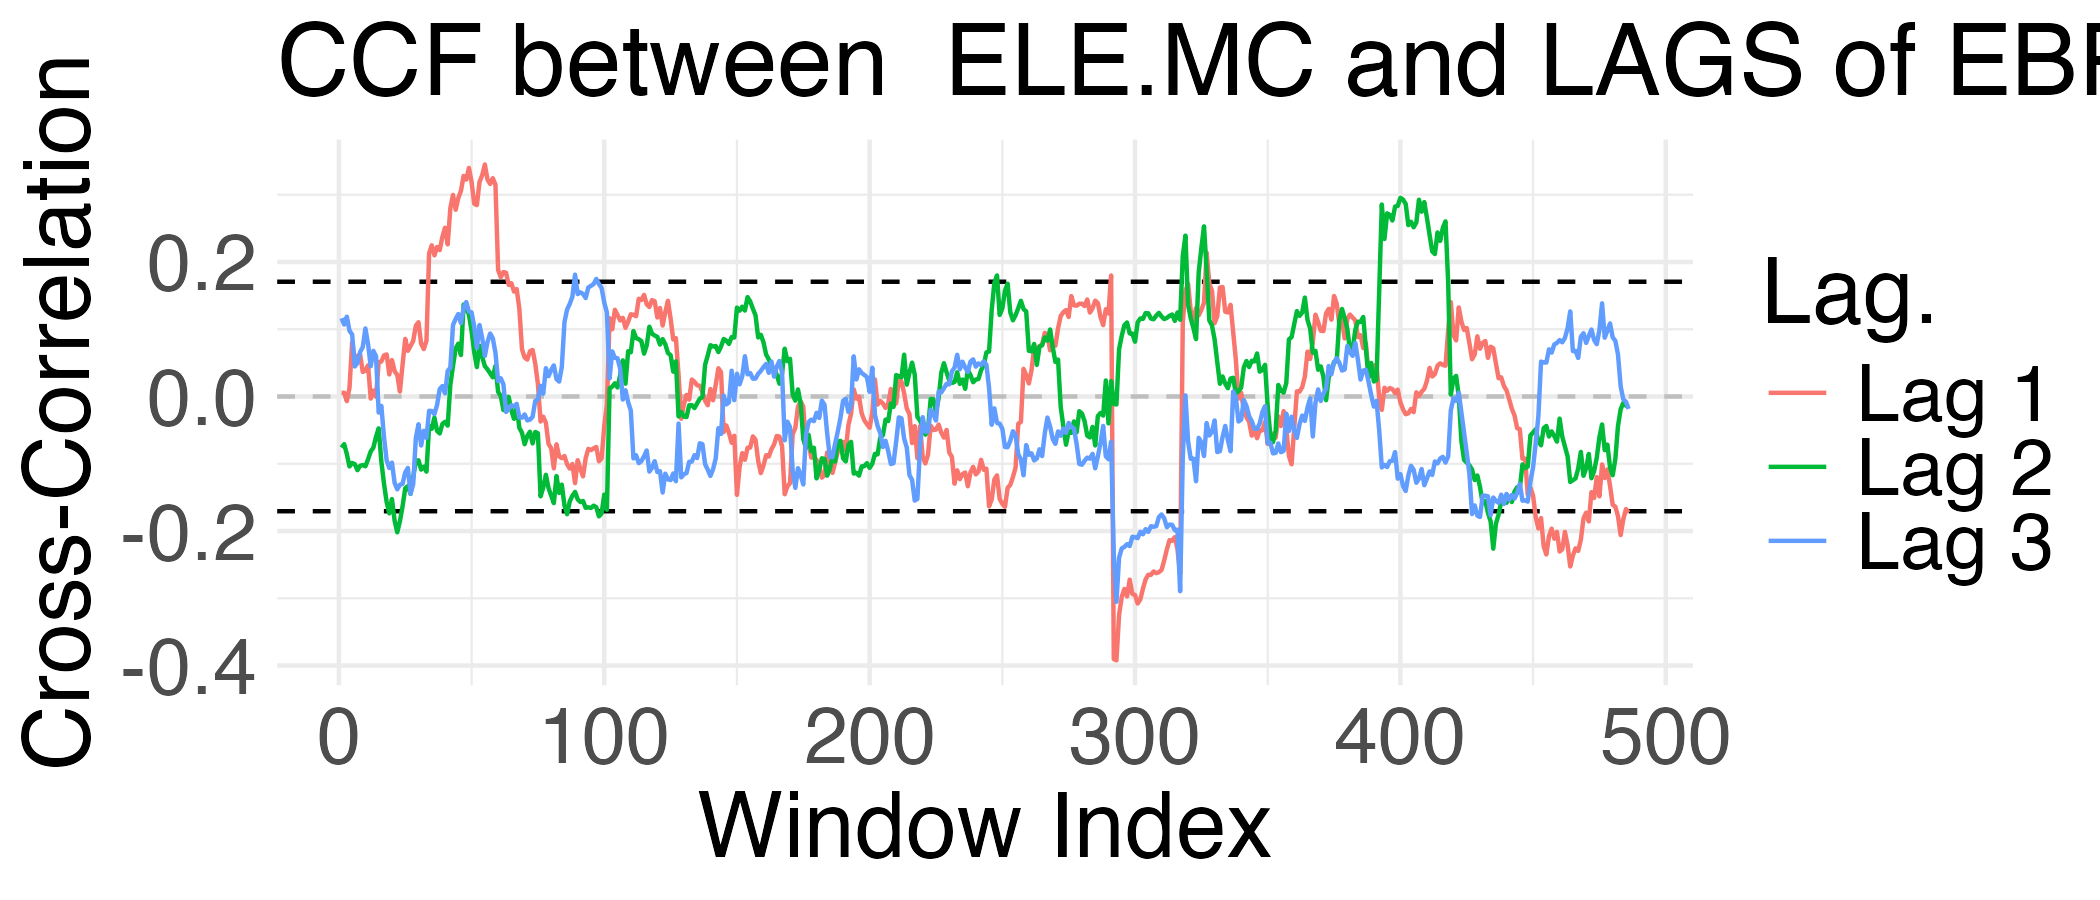 CCF between  ELE.MC and LAGS of EB
Cross-Correlation
0.2
0.0
-0.2
-0.4
0
100
200
300
400
500
Window Index
Lag.
Lag 1
Lag 2
Lag 3